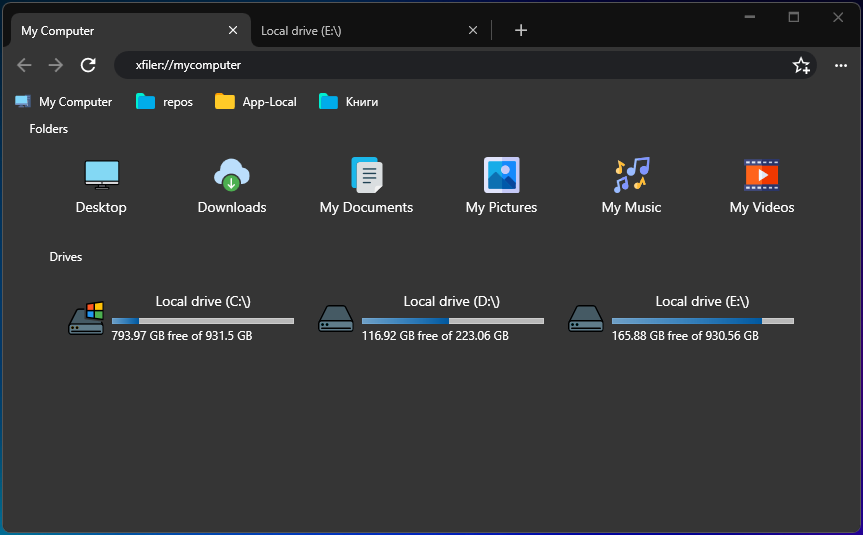 My Computer
Local drive (E:\)
xfiler://mycomputer
My Computer repos App-Local Книги
Folders
Desktop Downloads My Documents My Pictures My Music My Videos
Drives
Local drive (C:\) Local drive (D:\) Local drive (E:\)
793.97 GB free of 931.5 GB 116.92 GB free of 223.06 GB 165.88 GB free of 930.56 GB